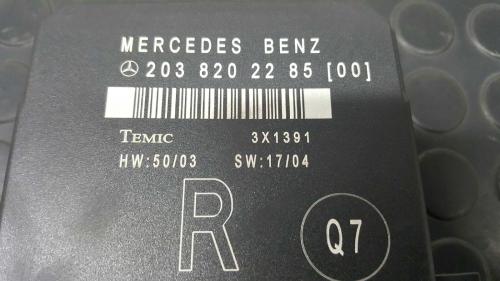 MERCEDES BENZ
203 820 22 85 [00]
TEMIC 3X1391
HW:50/03 SW:17/04
R
Q7